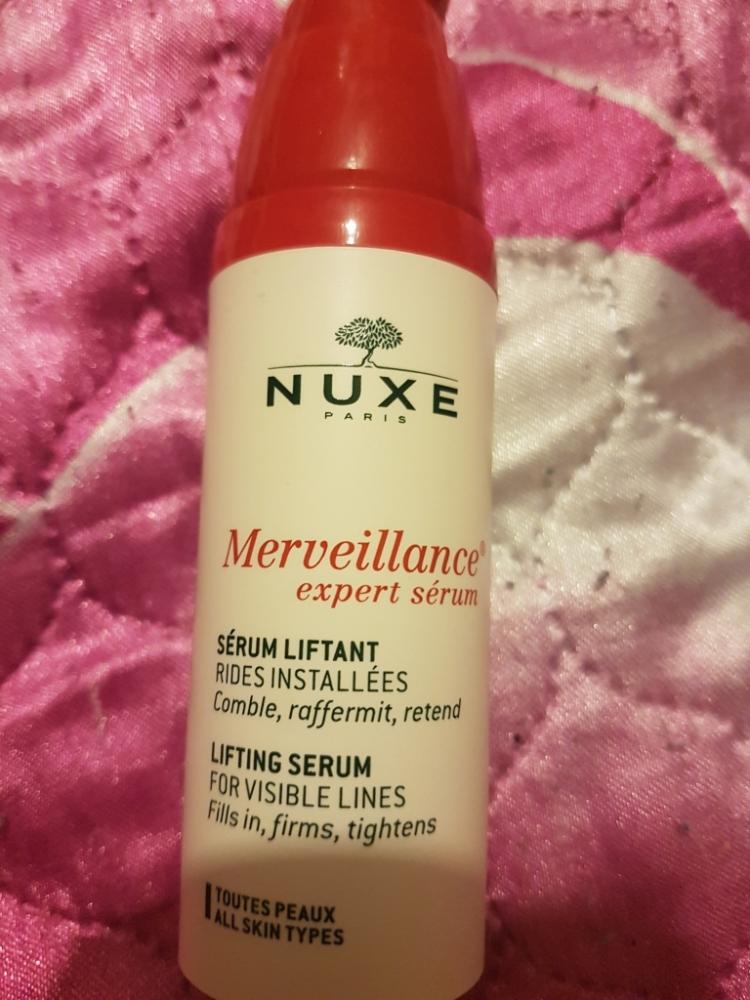 NUXE
PARIS
Merveillance®
expert sérum
SÉRUM LIFTANT
RIDES INSTALLÉES
Comble, raffermit, retend
LIFTING SERUM
FOR VISIBLE LINES
Fills in, firms, tightens
TOUTES PEAUX
ALL SKIN TYPES